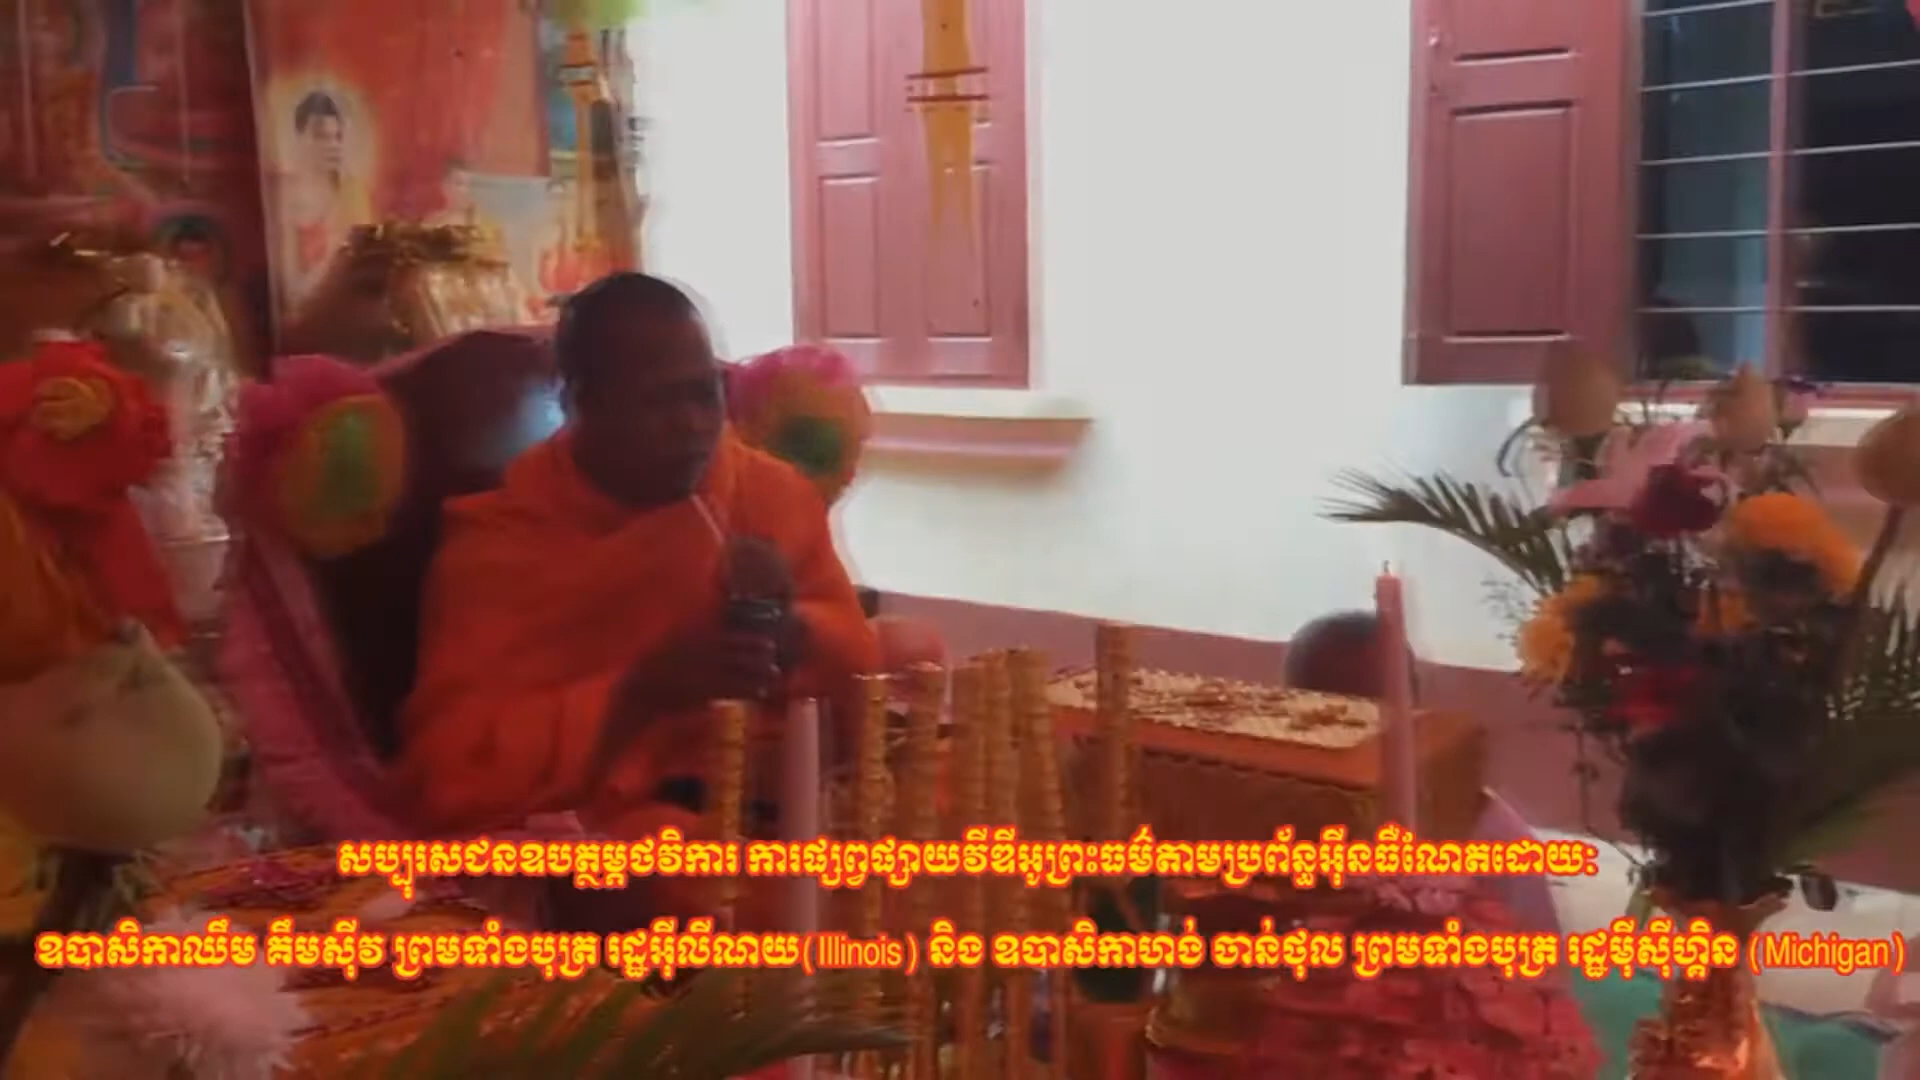 សប្បុរសជនឧបត្ថម្ភថវិការ ការផ្សព្វផ្សាយវីឌីអូព្រះធម៌តាមប្រព័ន្ធអ៊ីនធឺណែតដោយ:
ឧបាសិកាឈឹម គឹមស៊ីវ ព្រមទាំងបុត្រ រដ្ឋអ៊ីលីណយ(Illinois) និង ឧបាសិកាហង់ ចាន់ថុល ព្រមទាំងបុត្រ រដ្ឋម៉ីស៊ីហ្គិន (Michigan)